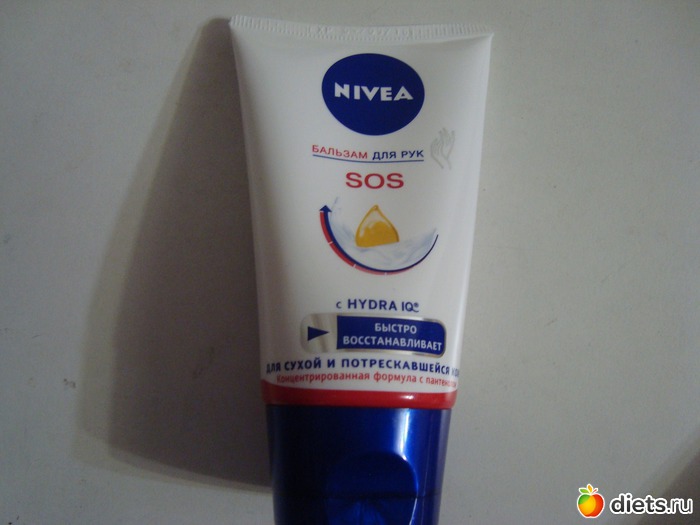 NIVEA
БАЛЬЗАМ ДЛЯ РУК
SOS
с HYDRA IQ®
БЫСТРО
ВОССТАНАВЛИВАЕТ
ДЛЯ СУХОЙ И ПОТРЕСКАВШЕЙСЯ
Концентрированная формула с
diets.ru